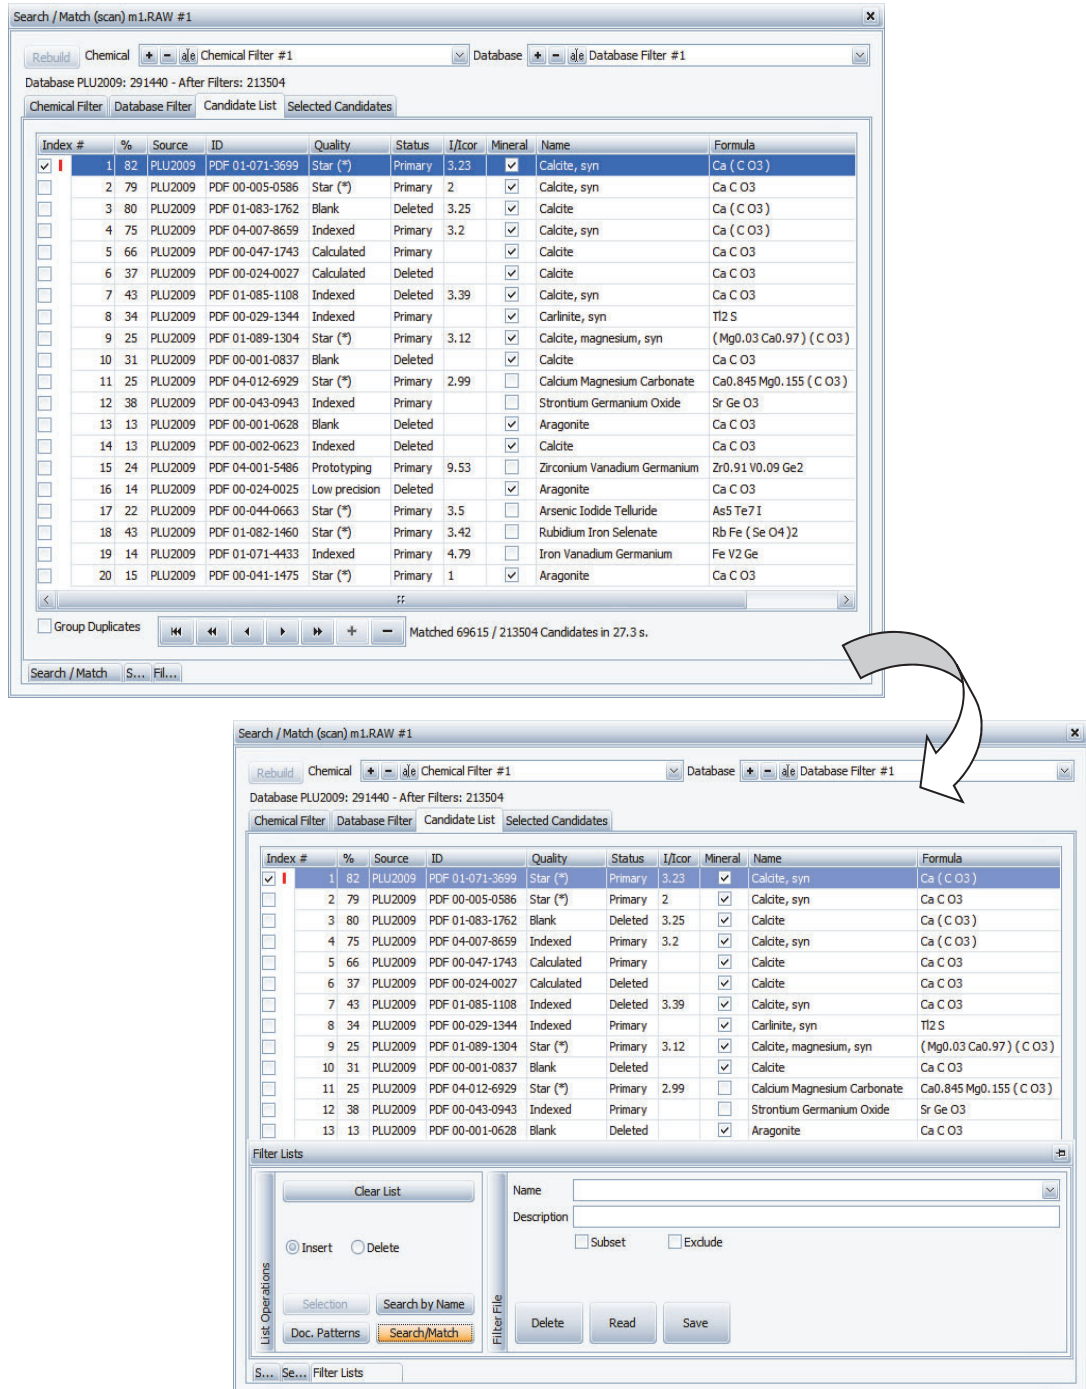 Search / Match (scan) m1.RAW #1
Rebuild Chemical Chemical Filter #1 Database Database Filter #1
Database PLU2009: 291440 - After Filters: 213504
Chemical Filter Database Filter Candidate List Selected Candidates
Index # % Source ID Quality Status I/Icor Mineral Name Formula
1 82 PLU2009 PDF 01-071-3699 Star (*) Primary 3.23 Calcite, syn Ca ( C O3 )
2 79 PLU2009 PDF 00-005-0586 Star (*) Primary 2 Calcite, syn Ca C O3
3 80 PLU2009 PDF 01-083-1762 Blank Deleted 3.25 Calcite Ca ( C O3 )
4 75 PLU2009 PDF 04-007-8659 Indexed Primary 3.2 Calcite, syn Ca ( C O3 )
5 66 PLU2009 PDF 00-047-1743 Calculated Primary Calcite Ca C O3
6 37 PLU2009 PDF 00-024-0027 Calculated Deleted Calcite Ca C O3
7 43 PLU2009 PDF 01-085-1108 Indexed Deleted 3.39 Calcite, syn Ca C O3
8 34 PLU2009 PDF 00-029-1344 Indexed Primary Carlinite, syn Tl2 S
9 25 PLU2009 PDF 01-089-1304 Star (*) Primary 3.12 Calcite, magnesium, syn ( Mg0.03 Ca0.97 ) ( C O3 )
10 31 PLU2009 PDF 00-001-0837 Blank Deleted Calcite Ca C O3
11 25 PLU2009 PDF 04-012-6929 Star (*) Primary 2.99 Calcium Magnesium Carbonate Ca0.845 Mg0.155 ( C O3 )
12 38 PLU2009 PDF 00-043-0943 Indexed Primary Strontium Germanium Oxide Sr Ge O3
13 13 PLU2009 PDF 00-001-0628 Blank Deleted Aragonite Ca C O3
14 13 PLU2009 PDF 00-002-0623 Indexed Deleted Calcite Ca C O3
15 24 PLU2009 PDF 04-001-5486 Prototyping Primary 9.53 Zirconium Vanadium Germanium Zr0.91 V0.09 Ge2
16 14 PLU2009 PDF 00-024-0025 Low precision Deleted Aragonite Ca C O3
17 22 PLU2009 PDF 00-044-0663 Star (*) Primary 3.5 Arsenic Iodide Telluride As5 Te7 I
18 43 PLU2009 PDF 01-082-1460 Star (*) Primary 3.42 Rubidium Iron Selenate Rb Fe ( Se O4 )2
19 14 PLU2009 PDF 01-071-4433 Indexed Primary 4.79 Iron Vanadium Germanium Fe V2 Ge
20 15 PLU2009 PDF 00-041-1475 Star (*) Primary 1 Aragonite Ca C O3
Group Duplicates Matched 69615 / 213504 Candidates in 27.3 s.
Search / Match S... Fil...
Search / Match (scan) m1.RAW #1
Rebuild Chemical Chemical Filter #1 Database Database Filter #1
Database PLU2009: 291440 - After Filters: 213504
Chemical Filter Database Filter Candidate List Selected Candidates
Index # % Source ID Quality Status I/Icor Mineral Name Formula
1 82 PLU2009 PDF 01-071-3699 Star (*) Primary 3.23 Calcite, syn Ca ( C O3 )
2 79 PLU2009 PDF 00-005-0586 Star (*) Primary 2 Calcite, syn Ca C O3
3 80 PLU2009 PDF 01-083-1762 Blank Deleted 3.25 Calcite Ca ( C O3 )
4 75 PLU2009 PDF 04-007-8659 Indexed Primary 3.2 Calcite, syn Ca ( C O3 )
5 66 PLU2009 PDF 00-047-1743 Calculated Primary Calcite Ca C O3
6 37 PLU2009 PDF 00-024-0027 Calculated Deleted Calcite Ca C O3
7 43 PLU2009 PDF 01-085-1108 Indexed Deleted 3.39 Calcite, syn Ca C O3
8 34 PLU2009 PDF 00-029-1344 Indexed Primary Carlinite, syn Tl2 S
9 25 PLU2009 PDF 01-089-1304 Star (*) Primary 3.12 Calcite, magnesium, syn ( Mg0.03 Ca0.97 ) ( C O3 )
10 31 PLU2009 PDF 00-001-0837 Blank Deleted Calcite Ca C O3
11 25 PLU2009 PDF 04-012-6929 Star (*) Primary 2.99 Calcium Magnesium Carbonate Ca0.845 Mg0.155 ( C O3 )
12 38 PLU2009 PDF 00-043-0943 Indexed Primary Strontium Germanium Oxide Sr Ge O3
13 13 PLU2009 PDF 00-001-0628 Blank Deleted Aragonite Ca C O3
Filter Lists
List Operations
Clear List
Insert Delete
Selection Search by Name
Doc. Patterns Search/Match
Filter File
Name
Description
Subset Exclude
Delete Read Save
S... Se... Filter Lists